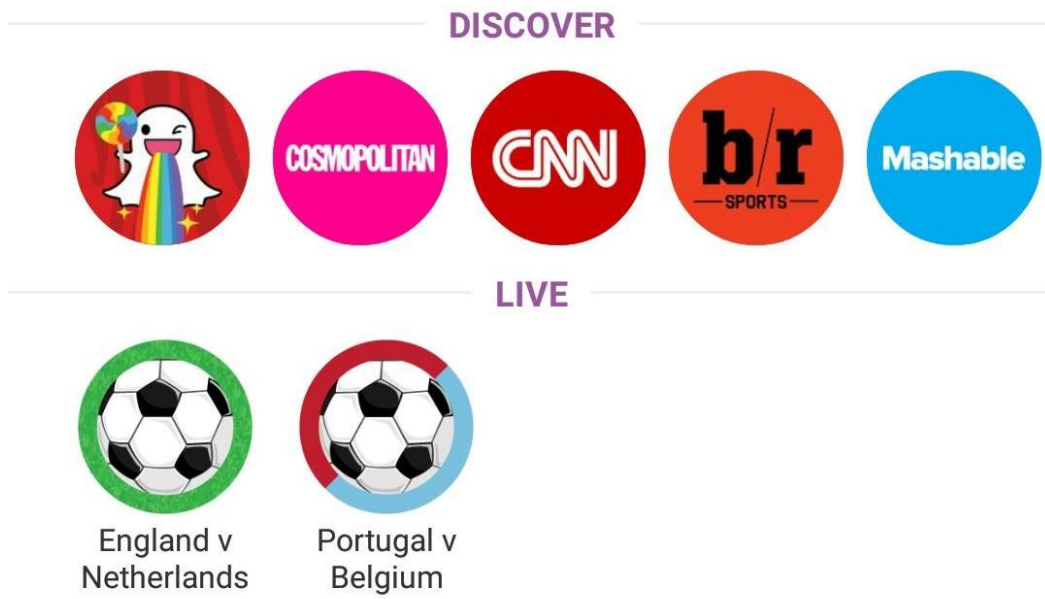 DISCOVER
COSMOPOLITAN
CNN
b/r
SPORTS
Mashable
LIVE
England v
Netherlands
Portugal v
Belgium